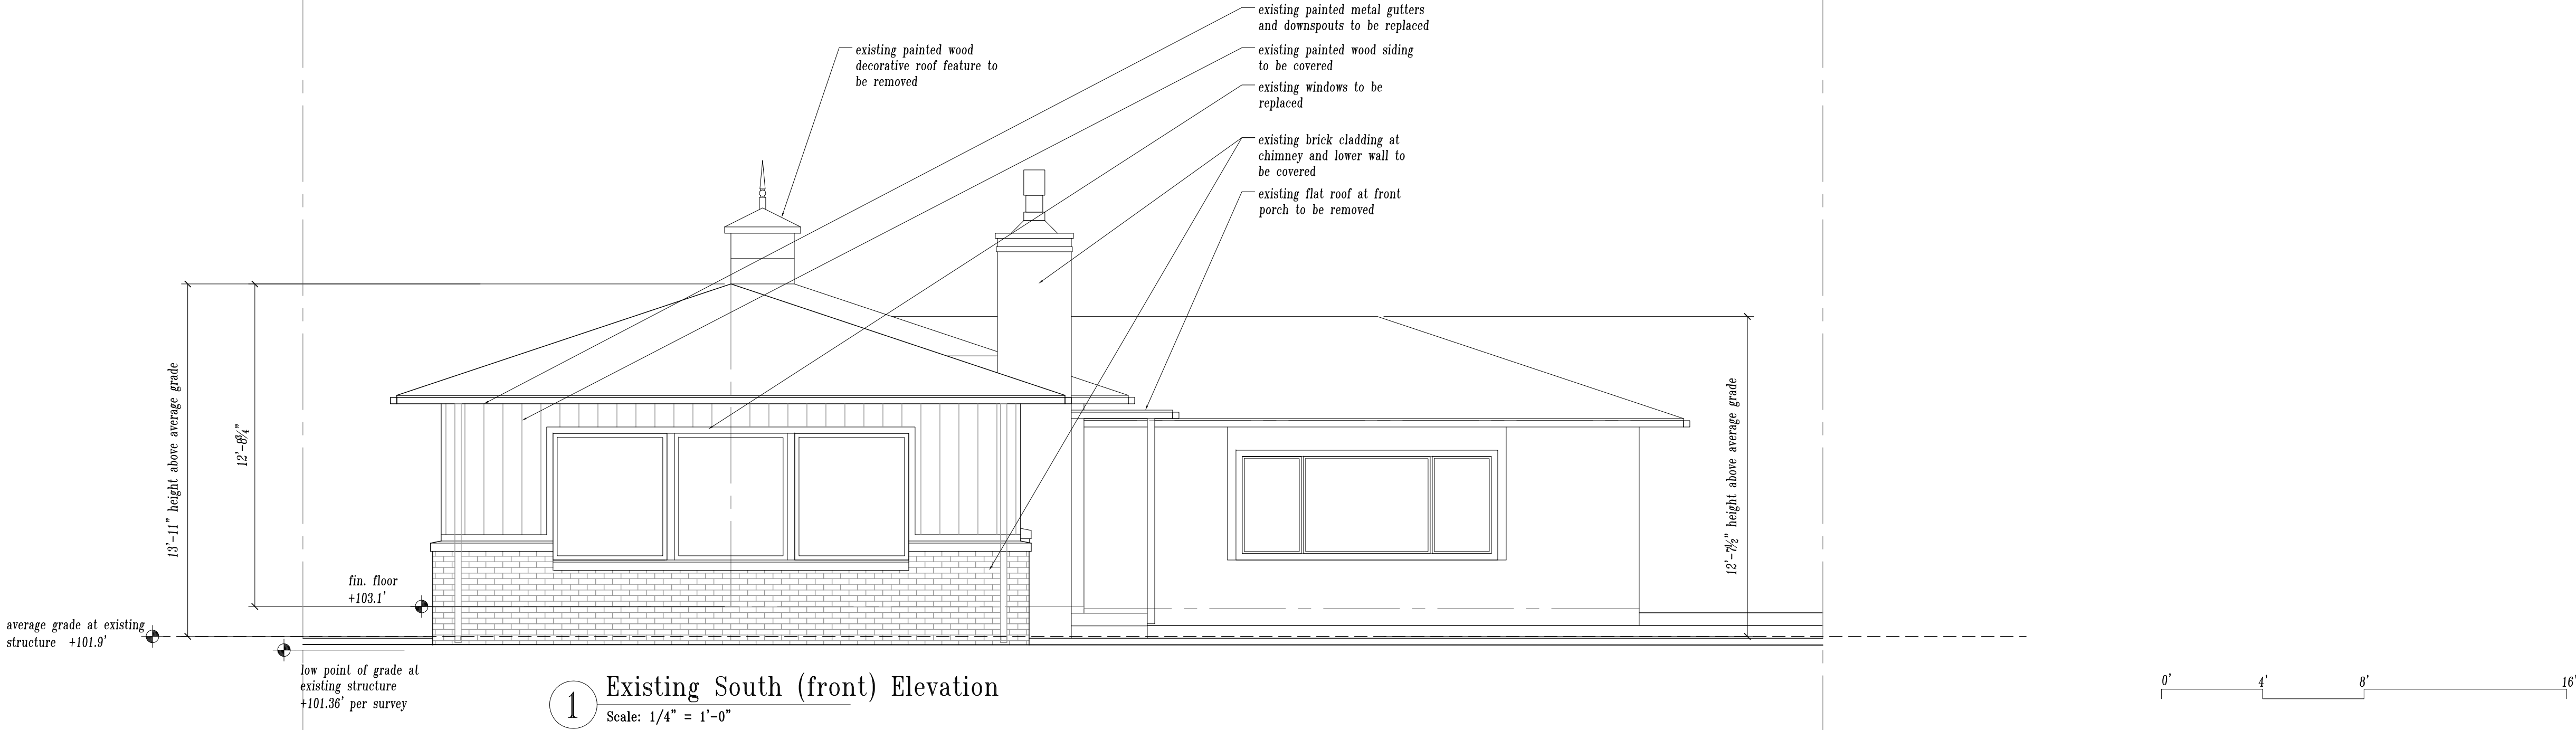 existing painted metal gutters
and downspouts to be replaced
existing painted wood
decorative roof feature to
be removed
existing painted wood siding
to be covered
existing windows to be
replaced
existing brick cladding at
chimney and lower wall to
be covered
existing flat roof at front
porch to be removed
13'-11" height above average grade
12'-8¾"
12'-7½" height above average grade
fin. floor
+103.1'
average grade at existing
structure +101.9'
low point of grade at
existing structure
+101.36' per survey
1
Existing South (front) Elevation
Scale: 1/4" = 1'-0"
0' 4' 8' 16'